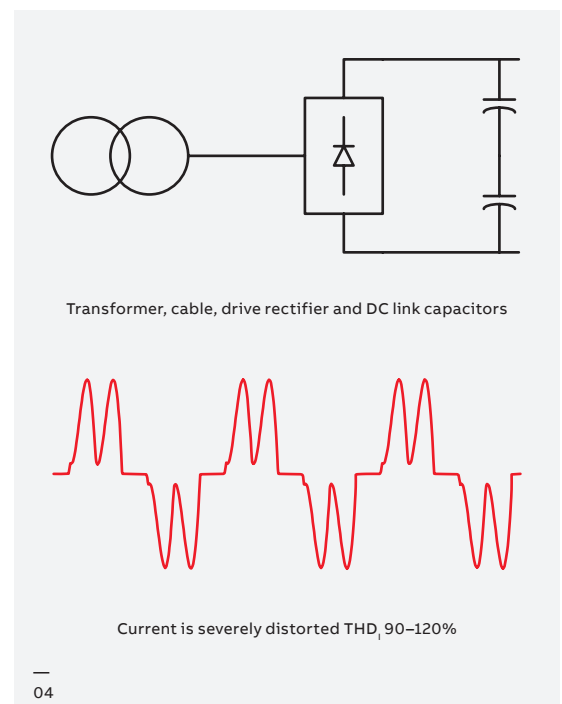 Transformer, cable, drive rectifier and DC link capacitors
Current is severely distorted THDI 90–120%
—
04